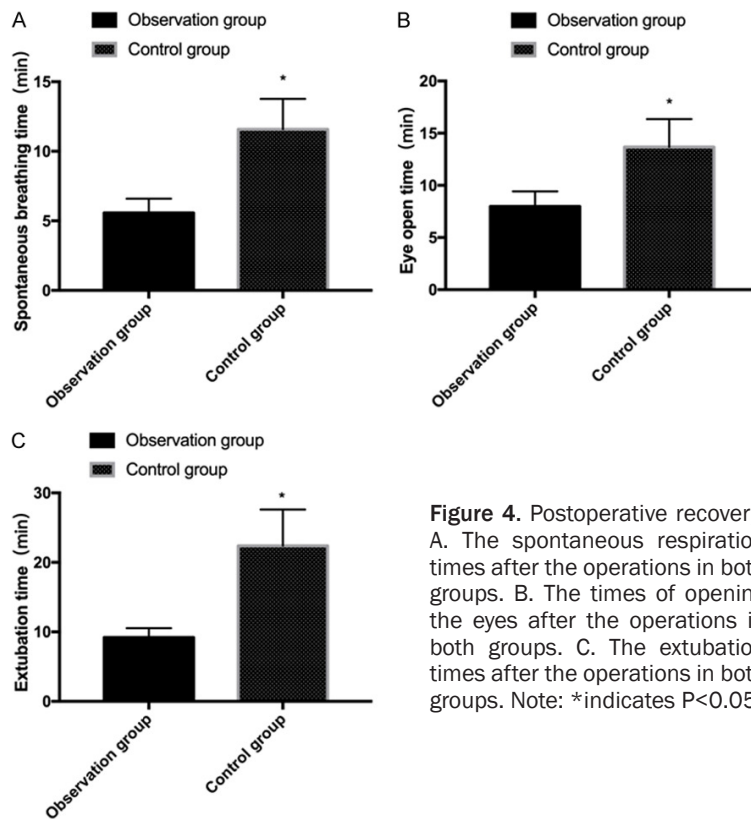 A
Observation group
Control group
*
Spontaneous breathing time (min)
15
10
5
0
Observation group
Control group
B
Observation group
Control group
*
Eye open time (min)
20
15
10
5
0
Observation group
Control group
C
Observation group
Control group
*
Extubation time (min)
30
20
10
0
Observation group
Control group
Figure 4. Postoperative recover
A. The spontaneous respiratio
times after the operations in bot
groups. B. The times of openin
the eyes after the operations i
both groups. C. The extubatio
times after the operations in bot
groups. Note: *indicates P<0.05